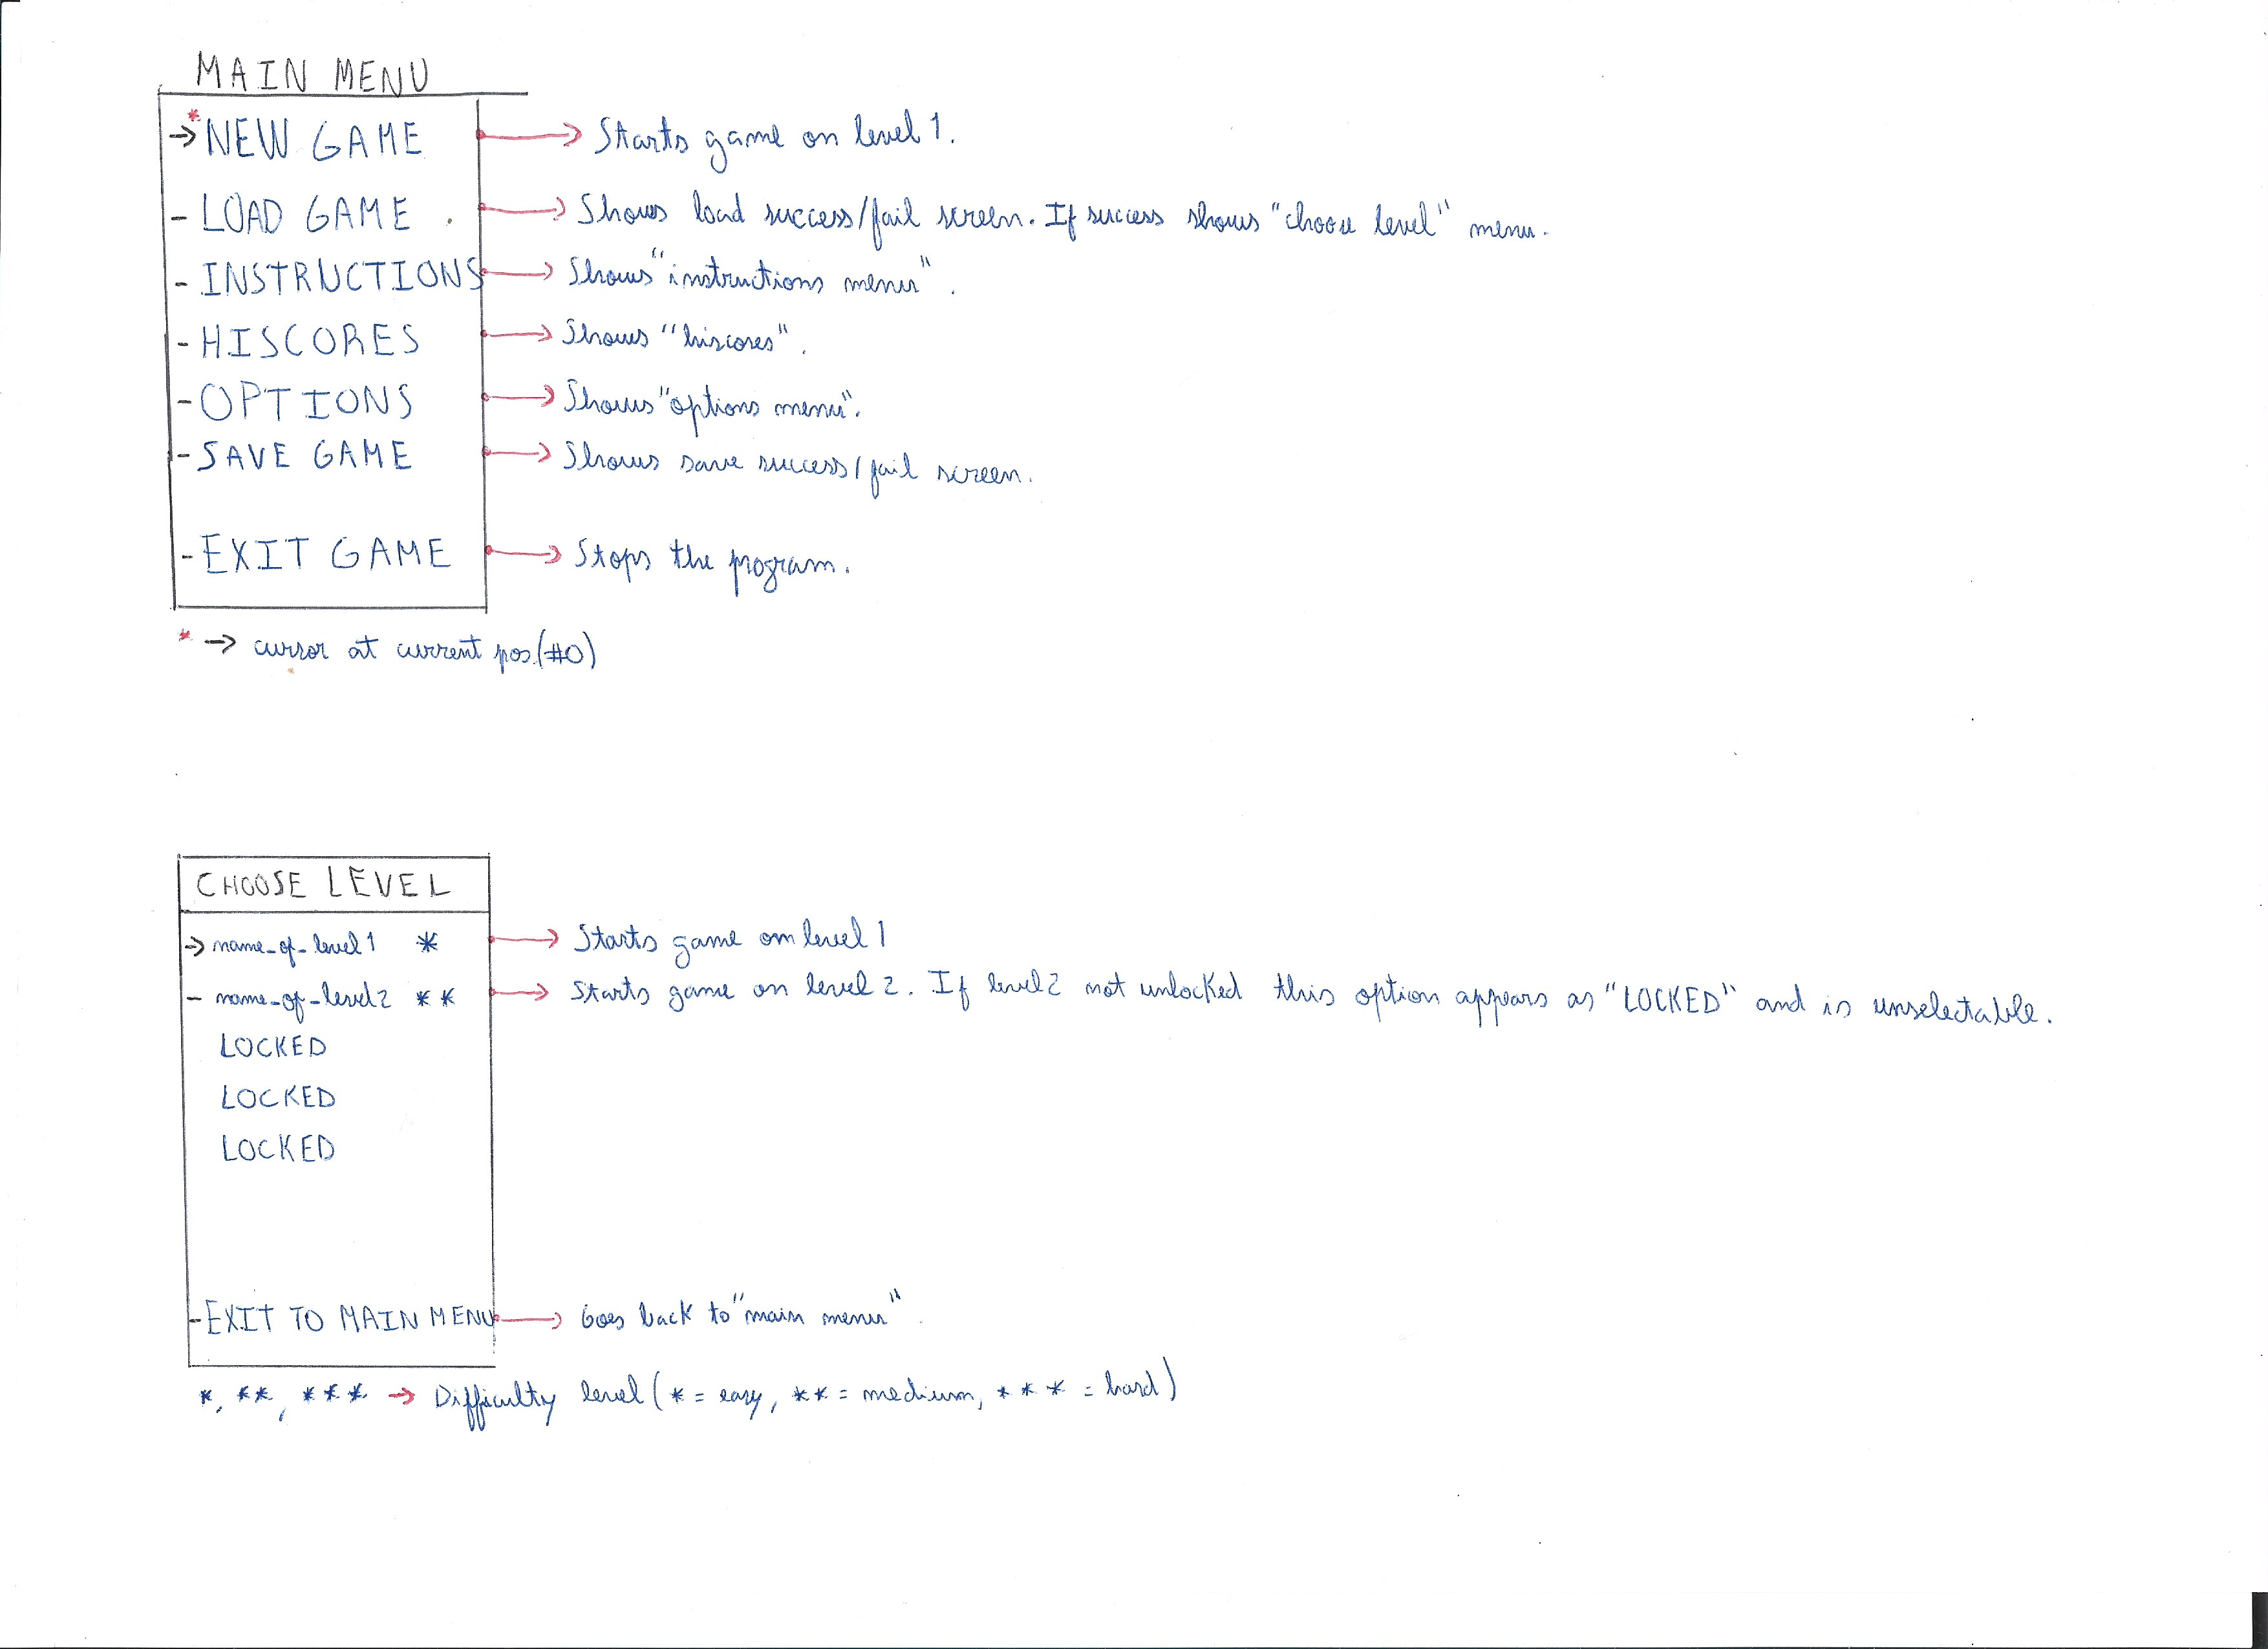 MAIN MENU
* → NEW GAME → Starts game on level 1.
- LOAD GAME . → Shows load success/fail screen. If success shows "choose level" menu.
- INSTRUCTIONS → Shows "instructions menu".
- HISCORES → Shows "hiscores".
- OPTIONS → Shows "options menu".
- SAVE GAME → Shows save success/fail screen.
- EXIT GAME → Stops the program.
* → cursor at current pos.(#0)
CHOOSE LEVEL
→ name_of_level1 * → Starts game on level 1
- name_of_level2 ** → Starts game on level 2. If level2 not unlocked this option appears as "LOCKED" and is unselectable.
LOCKED
LOCKED
LOCKED
- EXIT TO MAIN MENU → Goes back to "main menu".
*, **, *** → Difficulty level (* = easy, ** = medium, *** = hard)